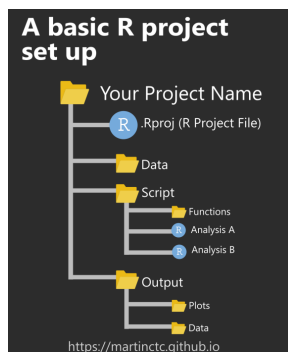 A basic R project
set up
Your Project Name
R .Rproj (R Project File)
Data
Script
Functions
R Analysis A
R Analysis B
Output
Plots
Data
https://martinctc.github.io